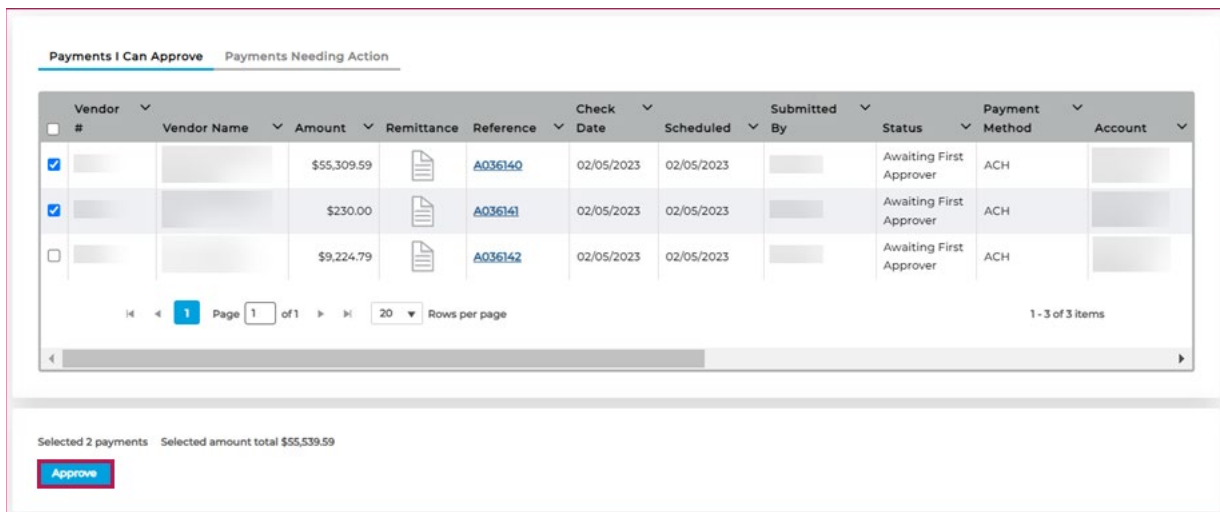 Payments I Can Approve Payments Needing Action
Vendor Check Submitted Payment
# Vendor Name Amount Remittance Reference Date Scheduled By Status Method Account
$55,309.59 A036140 02/05/2023 02/05/2023 Awaiting First Approver ACH
$230.00 A036141 02/05/2023 02/05/2023 Awaiting First Approver ACH
$9,224.79 A036142 02/05/2023 02/05/2023 Awaiting First Approver ACH
1 Page 1 of 1 20 Rows per page 1 - 3 of 3 items
Selected 2 payments Selected amount total $55,539.59
Approve